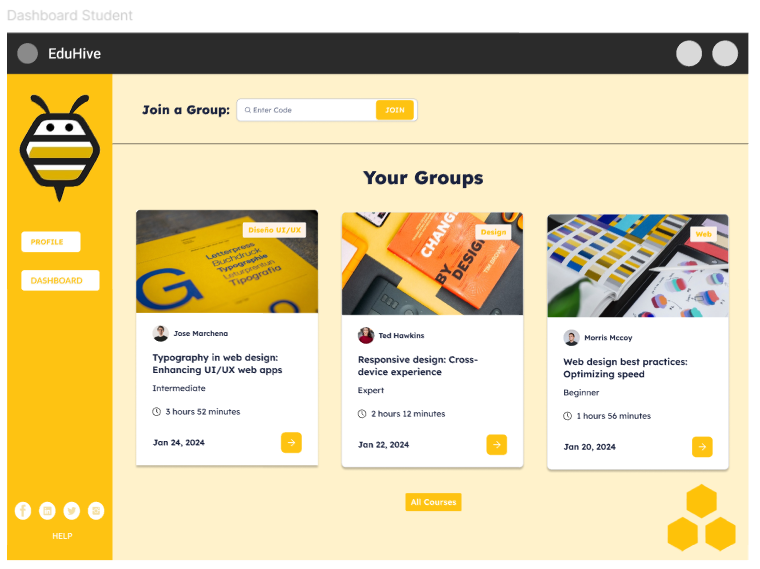 Dashboard Student
EduHive
Join a Group:
Enter Code
JOIN
PROFILE
DASHBOARD
Your Groups
Diseño UI/UX
Letterpress
Buchdruck
Typographie
Letterpruntpn
Tipografia
Jose Marchena
Typography in web design:
Enhancing UI/UX web apps
Intermediate
3 hours 52 minutes
Jan 24, 2024
Design
CHANGE
BY DESIGN
Ted Hawkins
Responsive design: Cross-
device experience
Expert
2 hours 12 minutes
Jan 22, 2024
Web
Morris Mccoy
Web design best practices:
Optimizing speed
Beginner
1 hours 56 minutes
Jan 20, 2024
All Courses
HELP